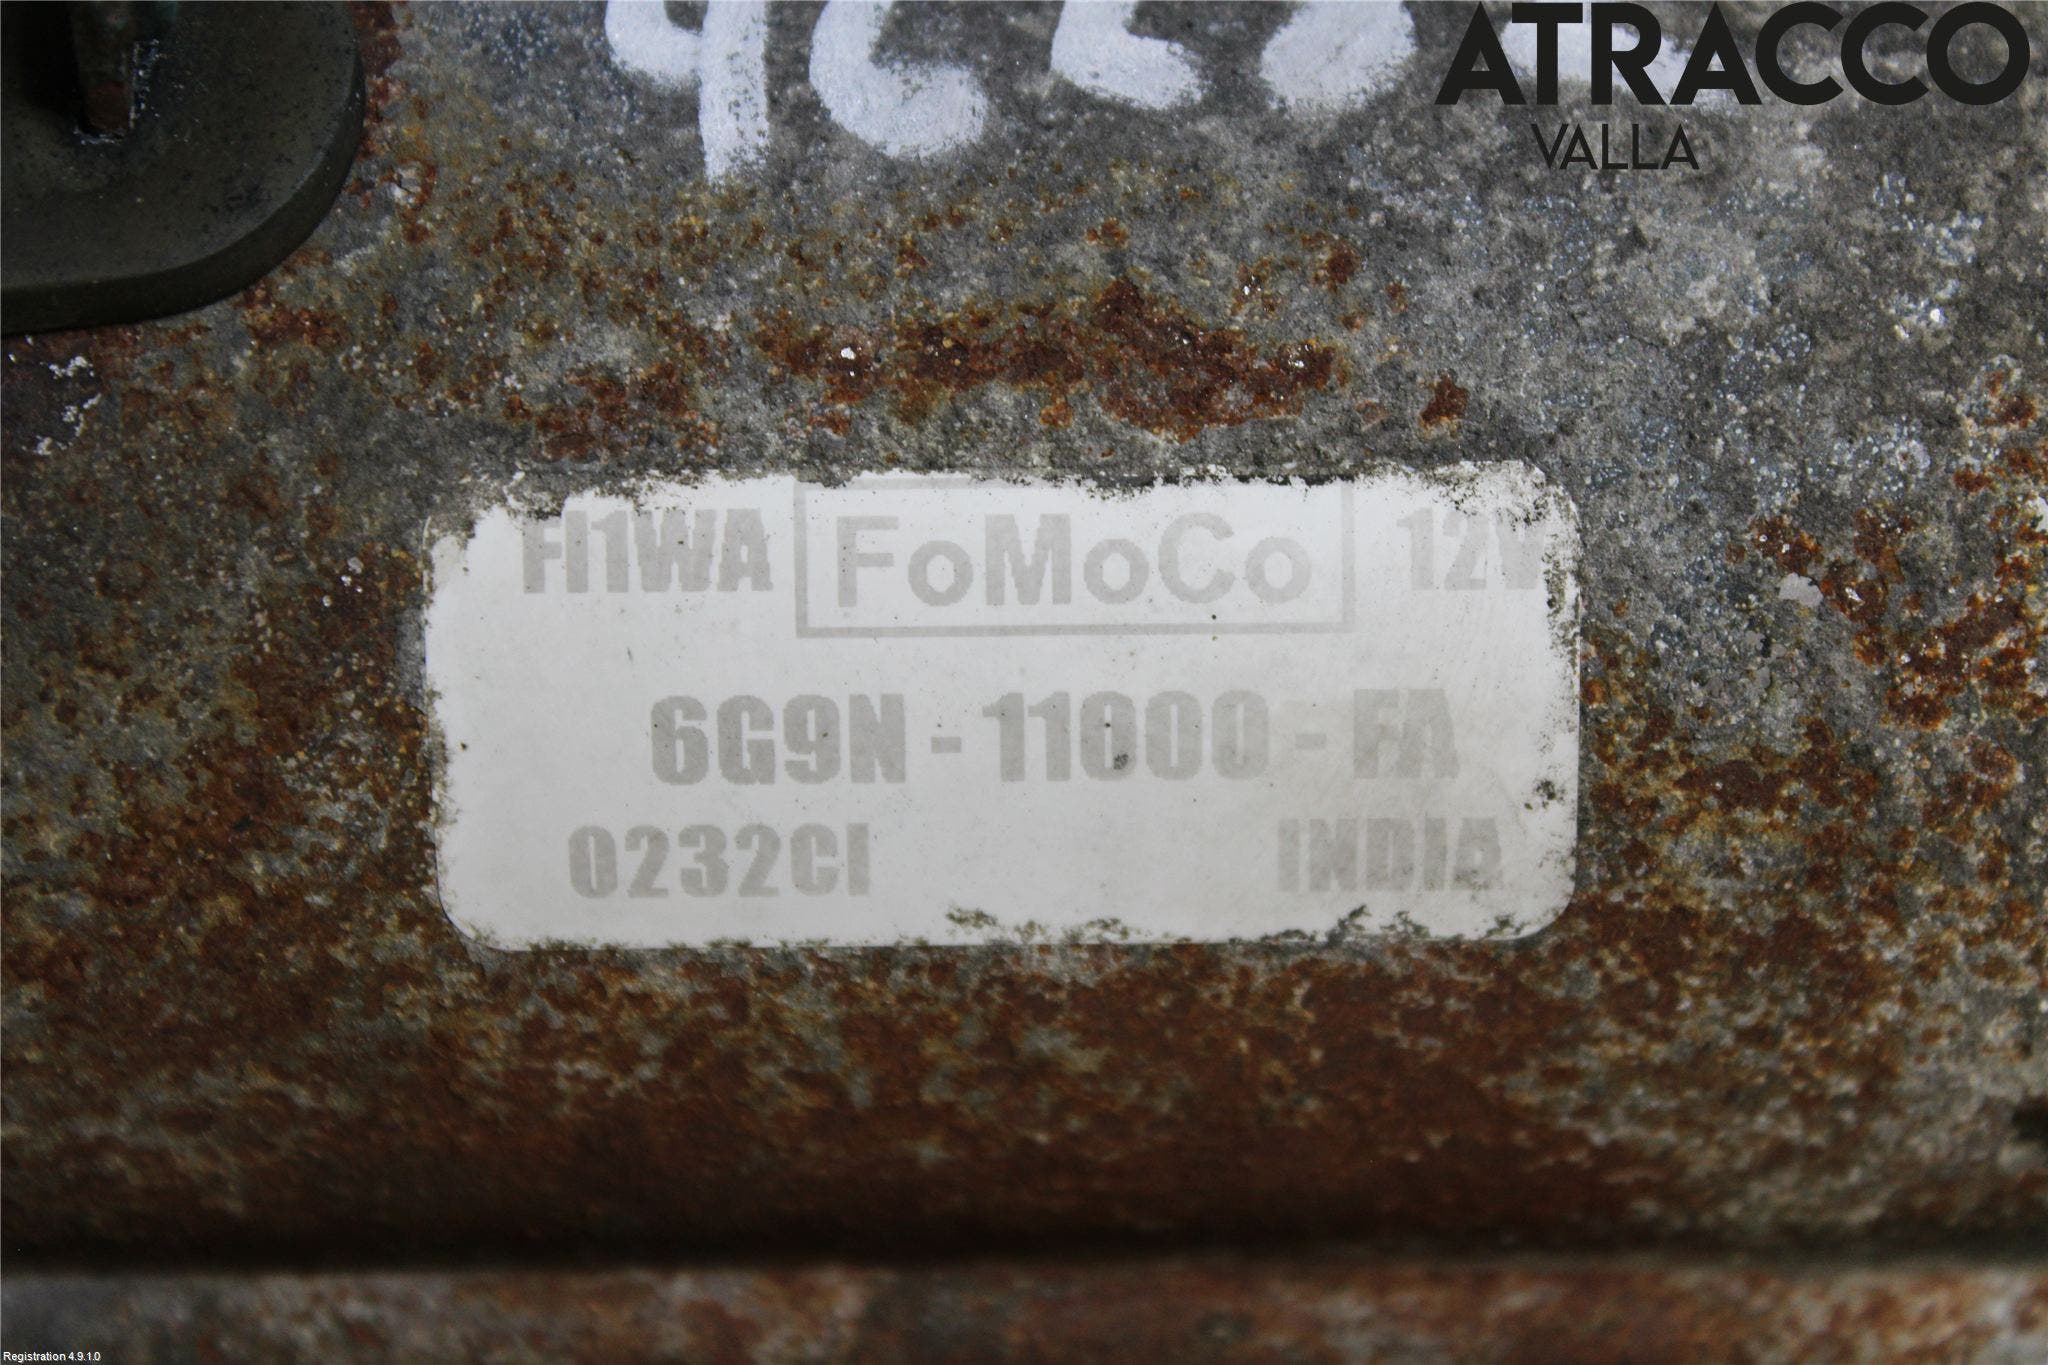 ATRACCO
VALLA
FI1WA FoMoCo 12V
6G9N-11000-FA
0232CI INDIA
Registration 4.9.1.0